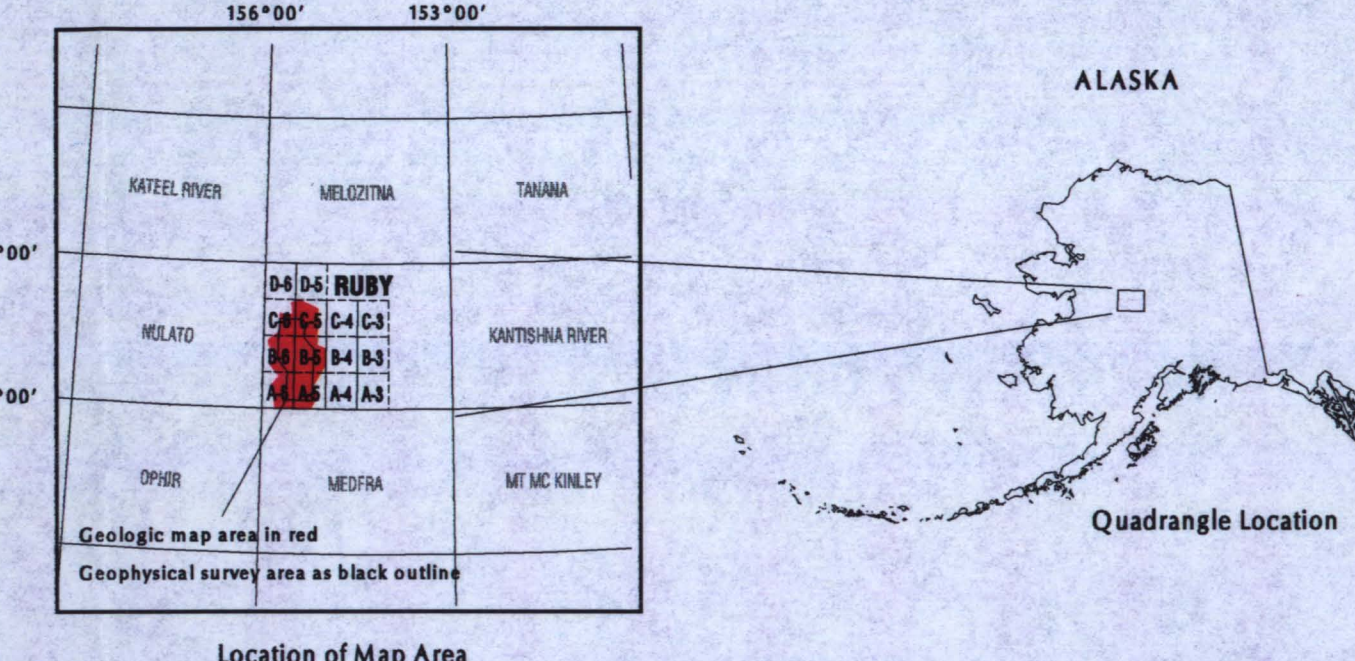 156°00' 153°00'
ALASKA
KATEEL RIVER MELOZITNA TANANA
°00'
D-6 D-5 RUBY
C-6 C-5 C-4 C-3
NULATO KANTISHNA RIVER
B-6 B-5 B-4 B-3
°00'
A-6 A-5 A-4 A-3
OPHIR MEDFRA MT MC KINLEY
Quadrangle Location
Geologic map area in red
Geophysical survey area as black outline
Location of Map Area